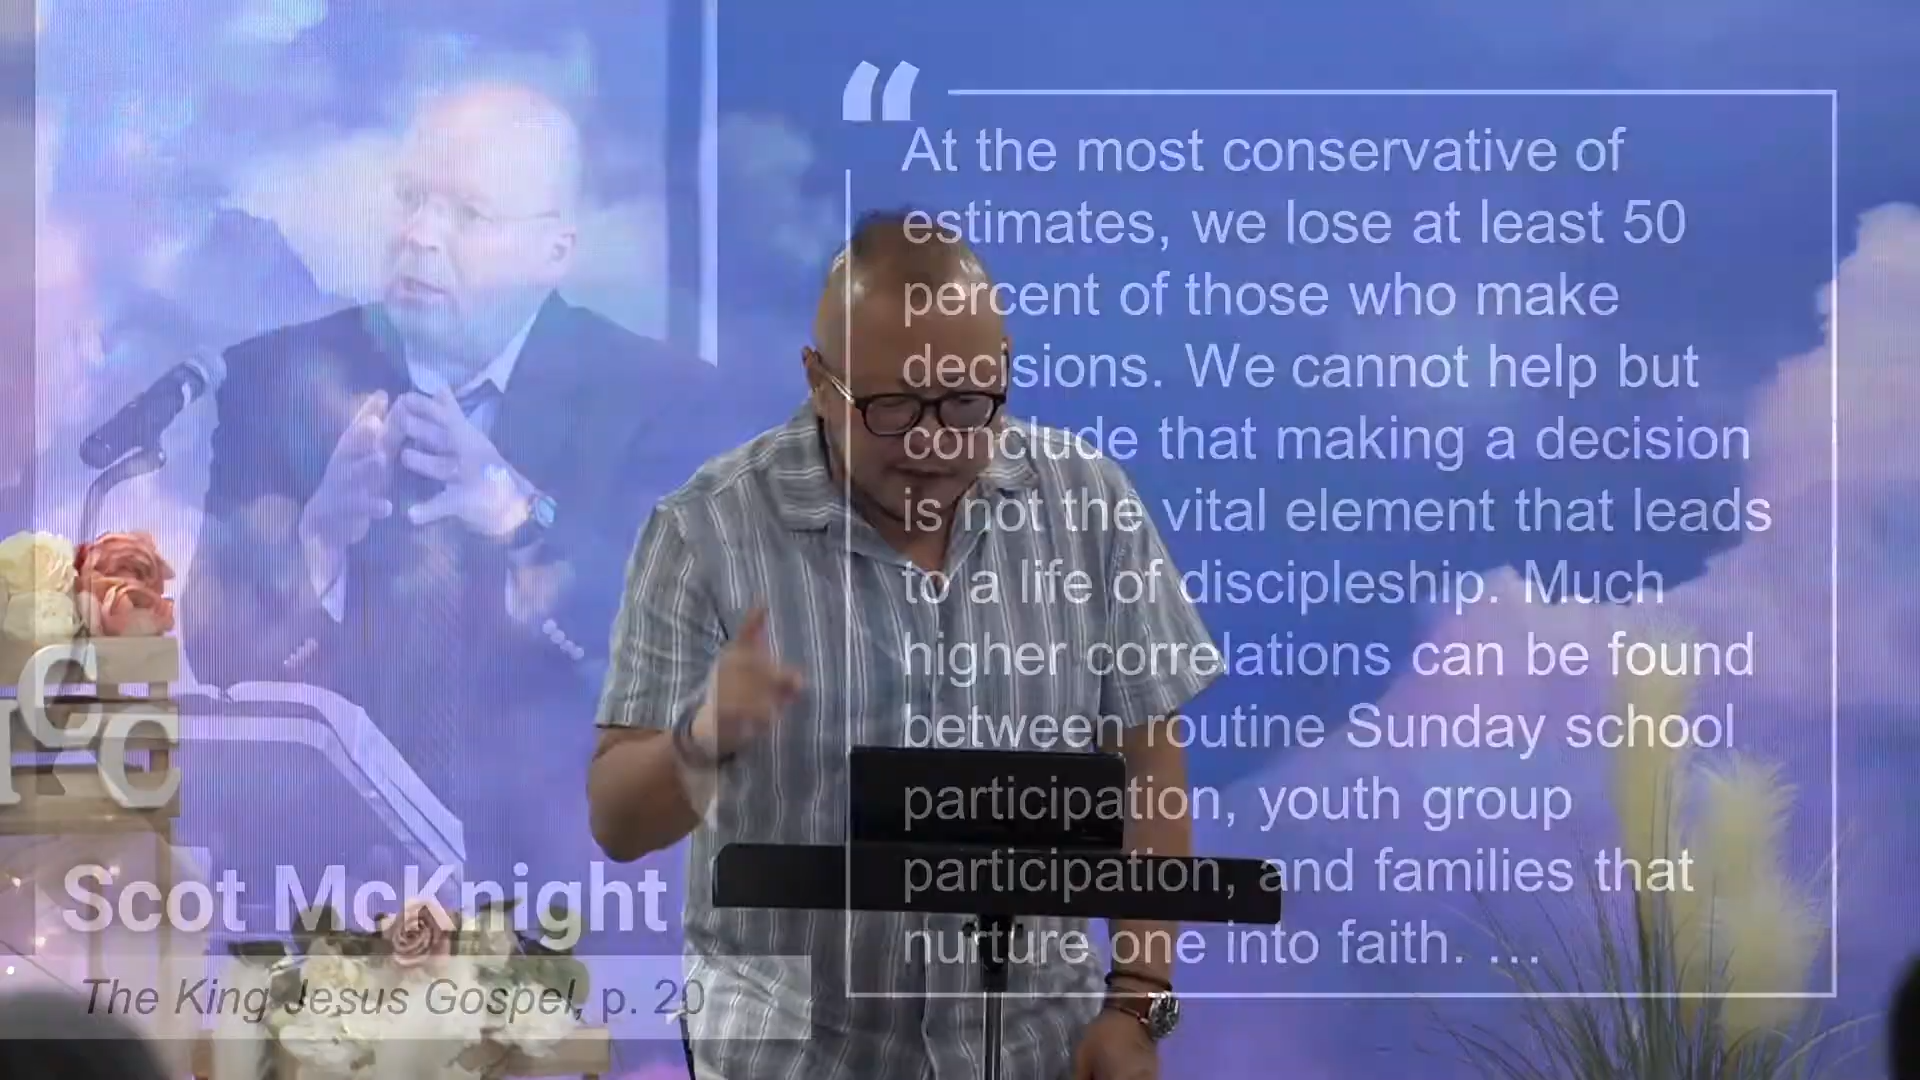 “
At the most conservative of
estimates, we lose at least 50
percent of those who make
decisions. We cannot help but
conclude that making a decision
is not the vital element that leads
to a life of discipleship. Much
higher correlations can be found
between routine Sunday school
participation, youth group
participation, and families that
nurture one into faith. ...
Scot McKnight
The King Jesus Gospel, p. 20